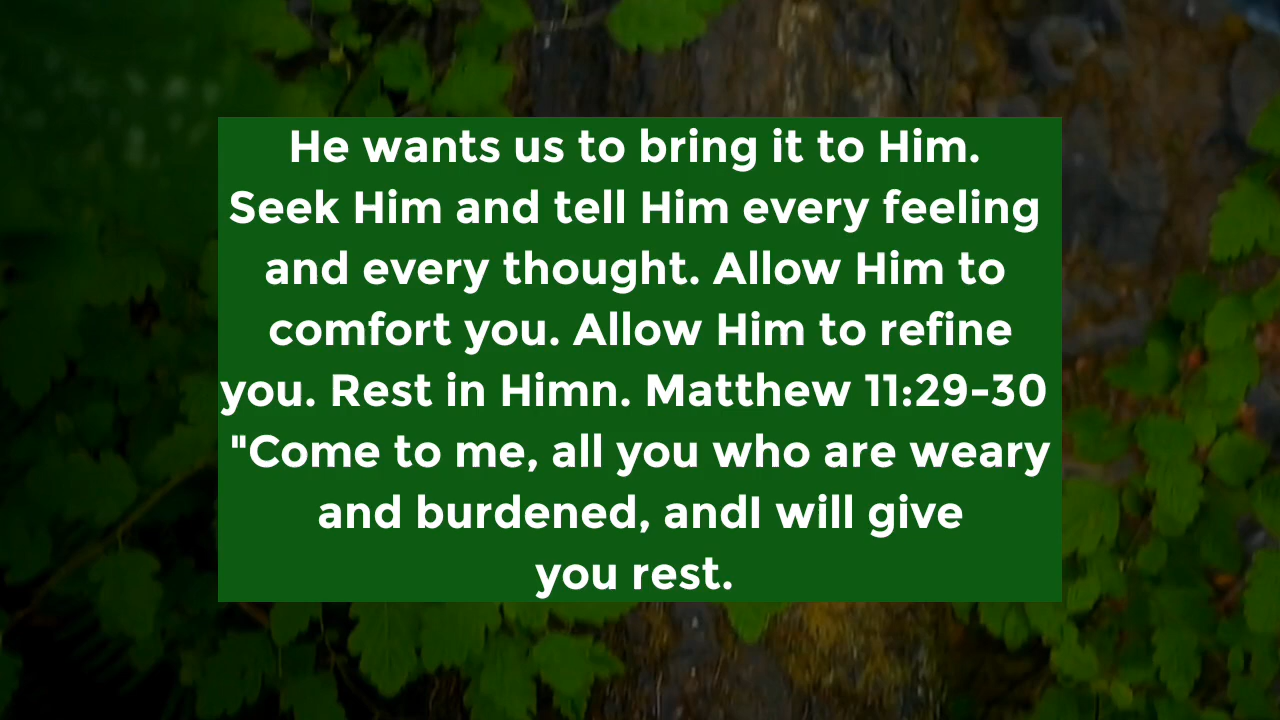 He wants us to bring it to Him.
Seek Him and tell Him every feeling
and every thought. Allow Him to
comfort you. Allow Him to refine
you. Rest in Himn. Matthew 11:29-30
"Come to me, all you who are weary
and burdened, andI will give
you rest.